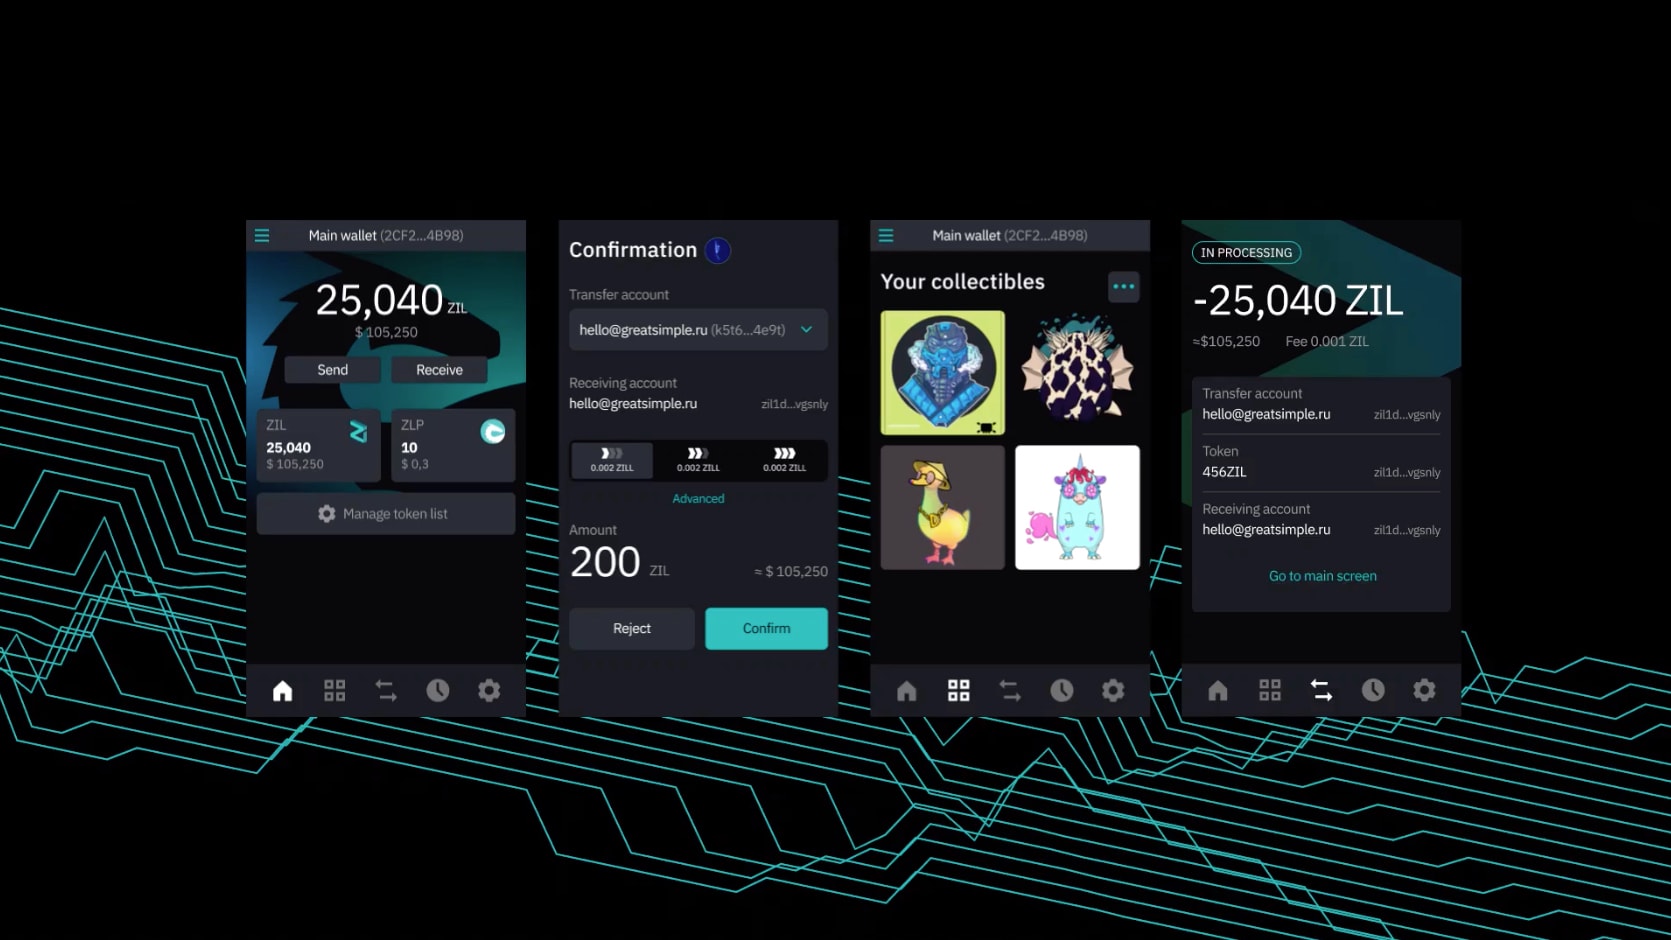 Main wallet (2CF2...4B98)
25,040 ZIL
$ 105,250
Send
Receive
ZIL
25,040
$ 105,250
ZLP
10
$ 0,3
Manage token list
Confirmation
Transfer account
hello@greatsimple.ru (k5t6...4e9t)
Receiving account
hello@greatsimple.ru zil1d...vgsnly
0.002 ZILL
0.002 ZILL
0.002 ZILL
Advanced
Amount
200 ZIL ≈ $ 105,250
Reject
Confirm
Main wallet (2CF2...4B98)
Your collectibles
IN PROCESSING
-25,040 ZIL
≈$105,250 Fee 0.001 ZIL
Transfer account
hello@greatsimple.ru zil1d...vgsnly
Token
456ZIL zil1d...vgsnly
Receiving account
hello@greatsimple.ru zil1d...vgsnly
Go to main screen